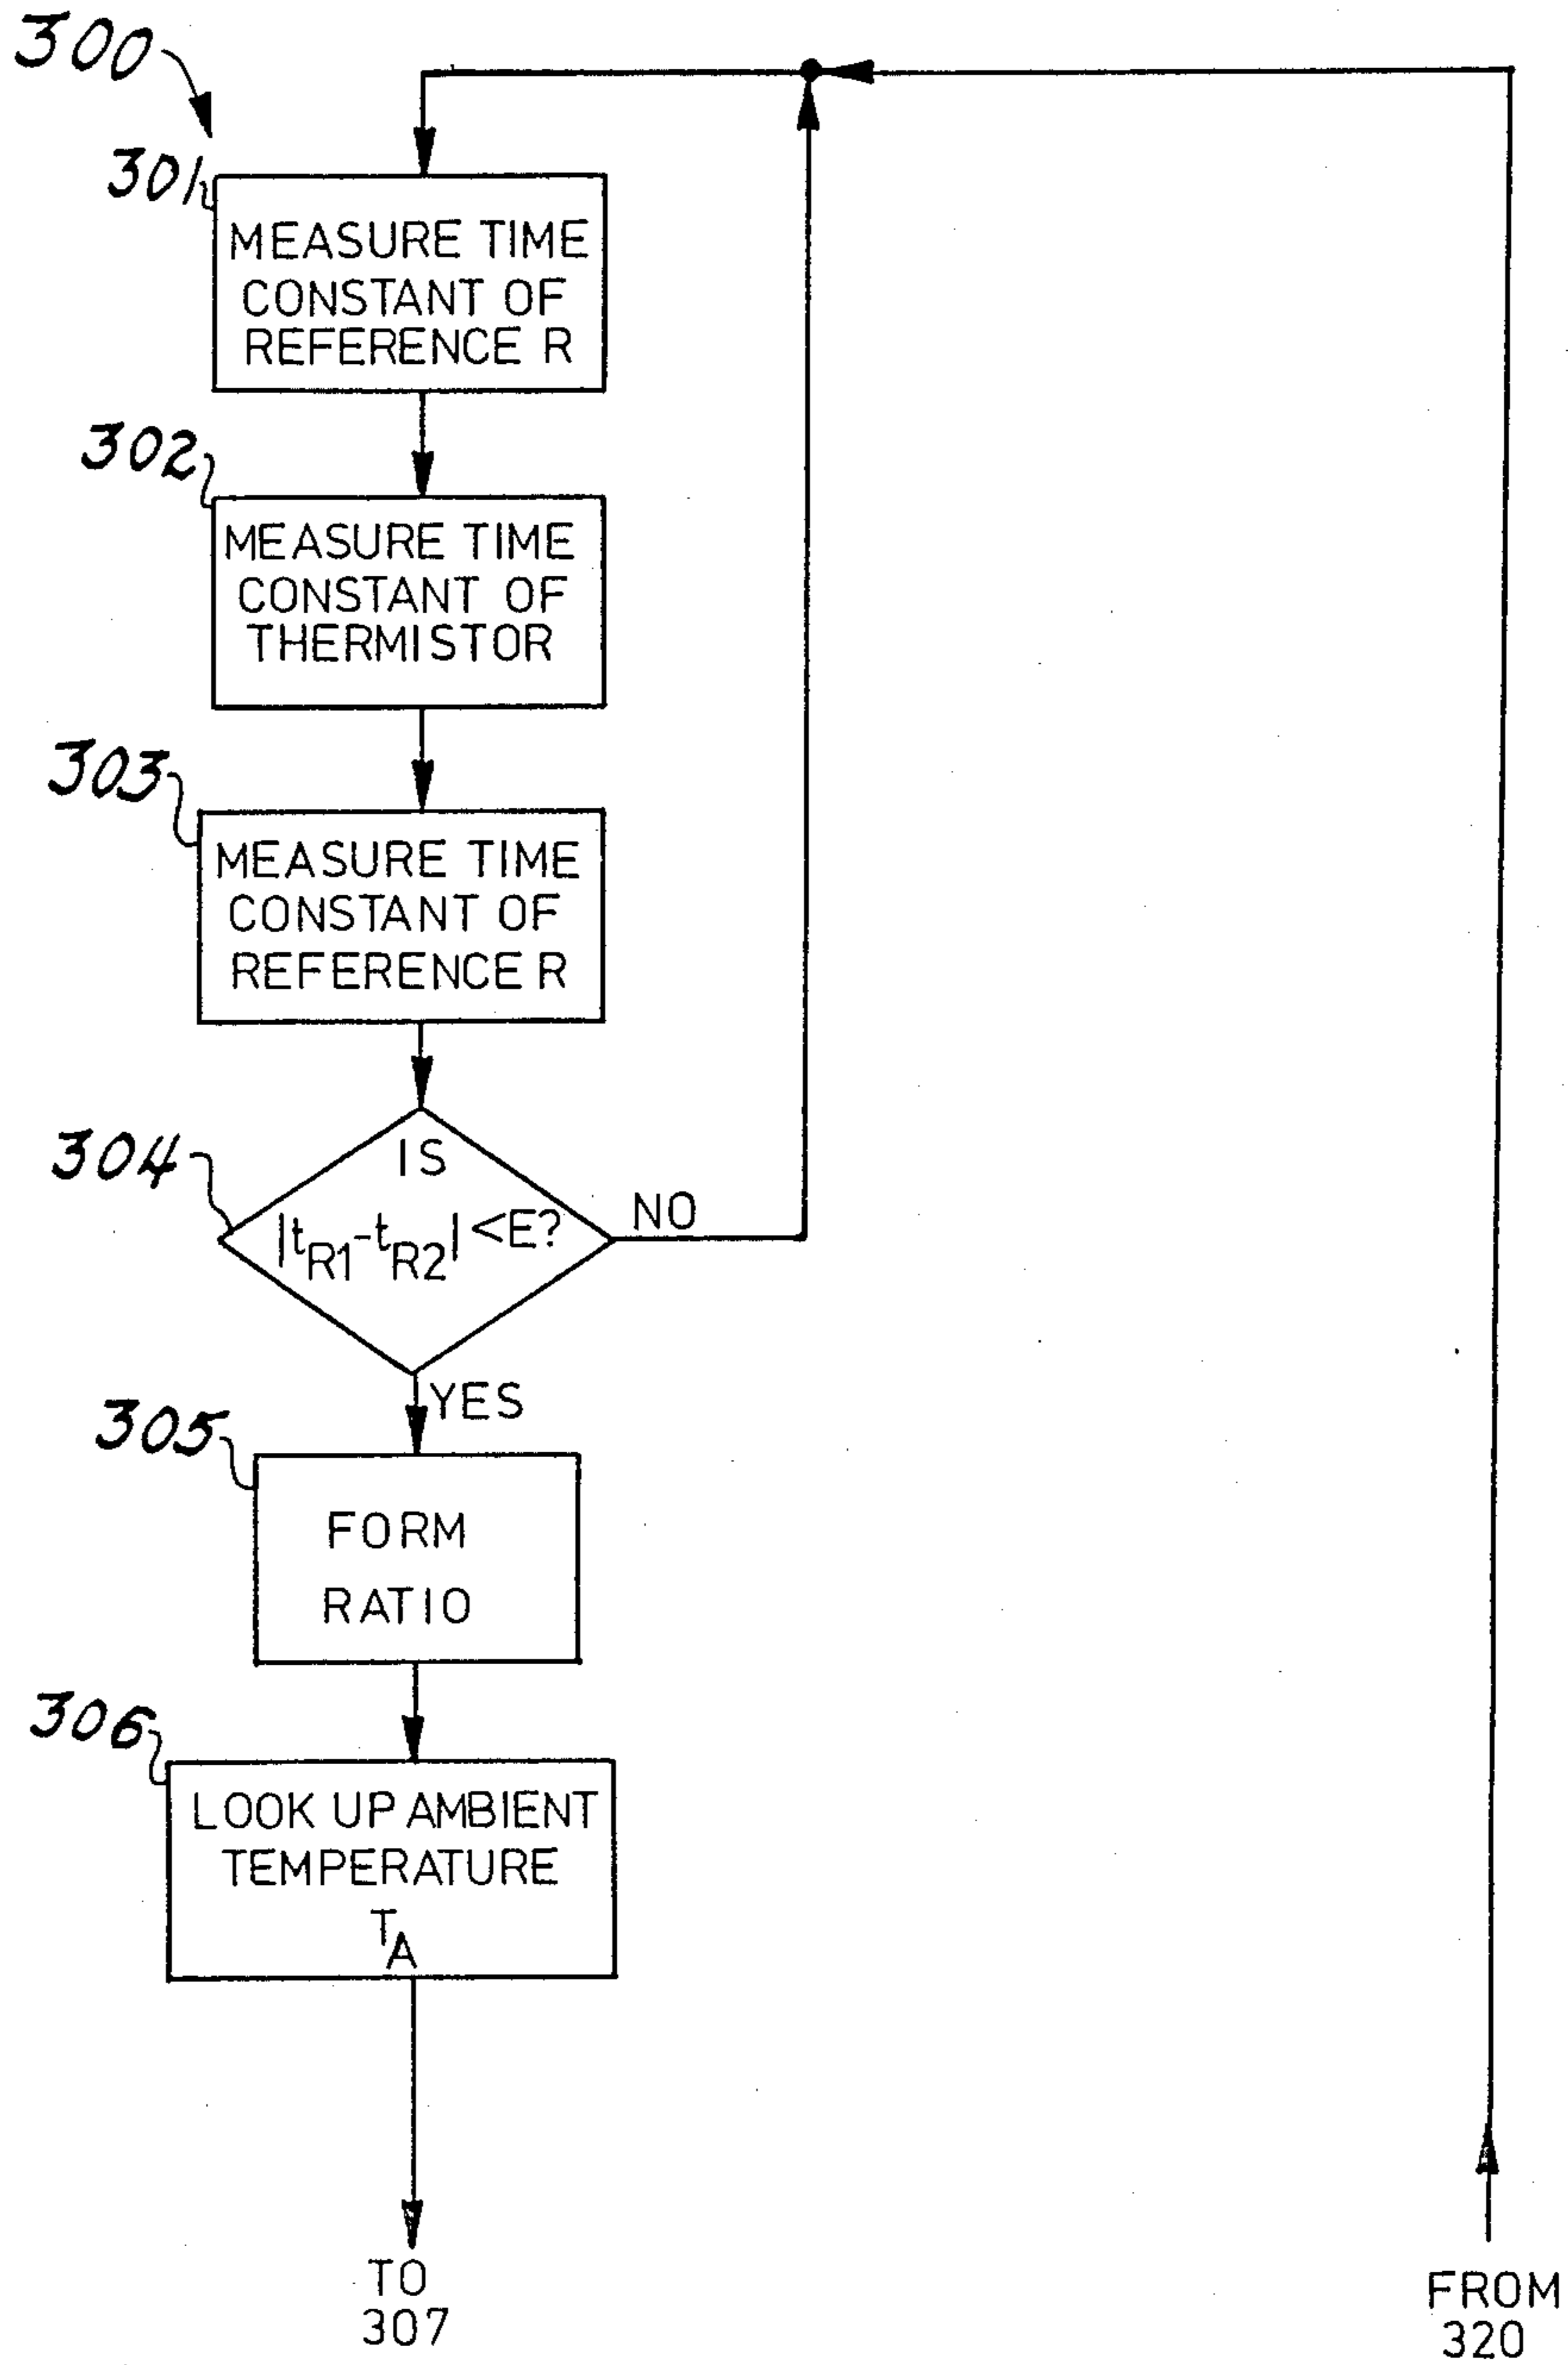 300
301
MEASURE TIME
CONSTANT OF
REFERENCE R
302
MEASURE TIME
CONSTANT OF
THERMISTOR
303
MEASURE TIME
CONSTANT OF
REFERENCE R
304
IS
|tR1-tR2| <E?
NO
YES
305
FORM
RATIO
306
LOOK UP AMBIENT
TEMPERATURE
TA
TO
307
FROM
320